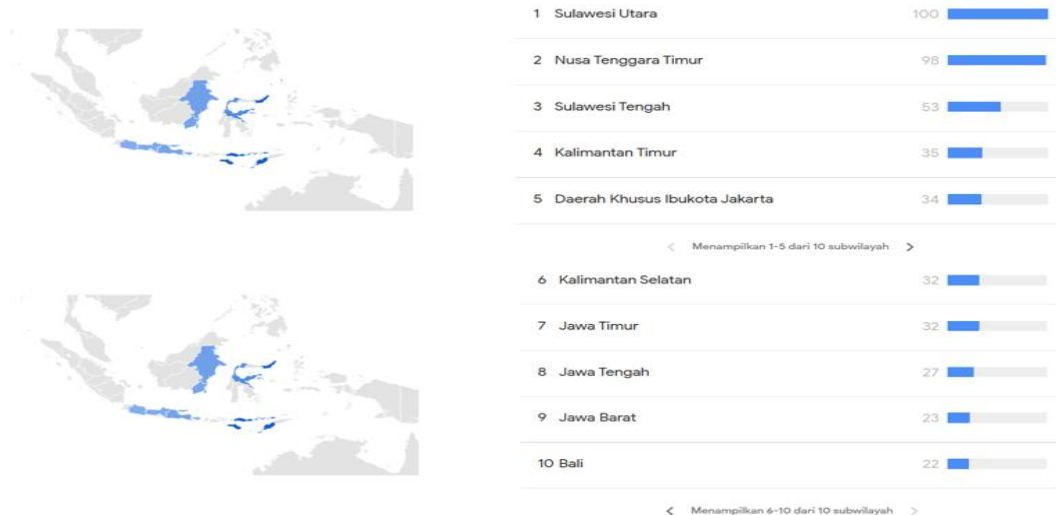 1 Sulawesi Utara 100
2 Nusa Tenggara Timur 98
3 Sulawesi Tengah 53
4 Kalimantan Timur 35
5 Daerah Khusus Ibukota Jakarta 34
< Menampilkan 1-5 dari 10 subwilayah >
6 Kalimantan Selatan 32
7 Jawa Timur 32
8 Jawa Tengah 27
9 Jawa Barat 23
10 Bali 22
< Menampilkan 6-10 dari 10 subwilayah >